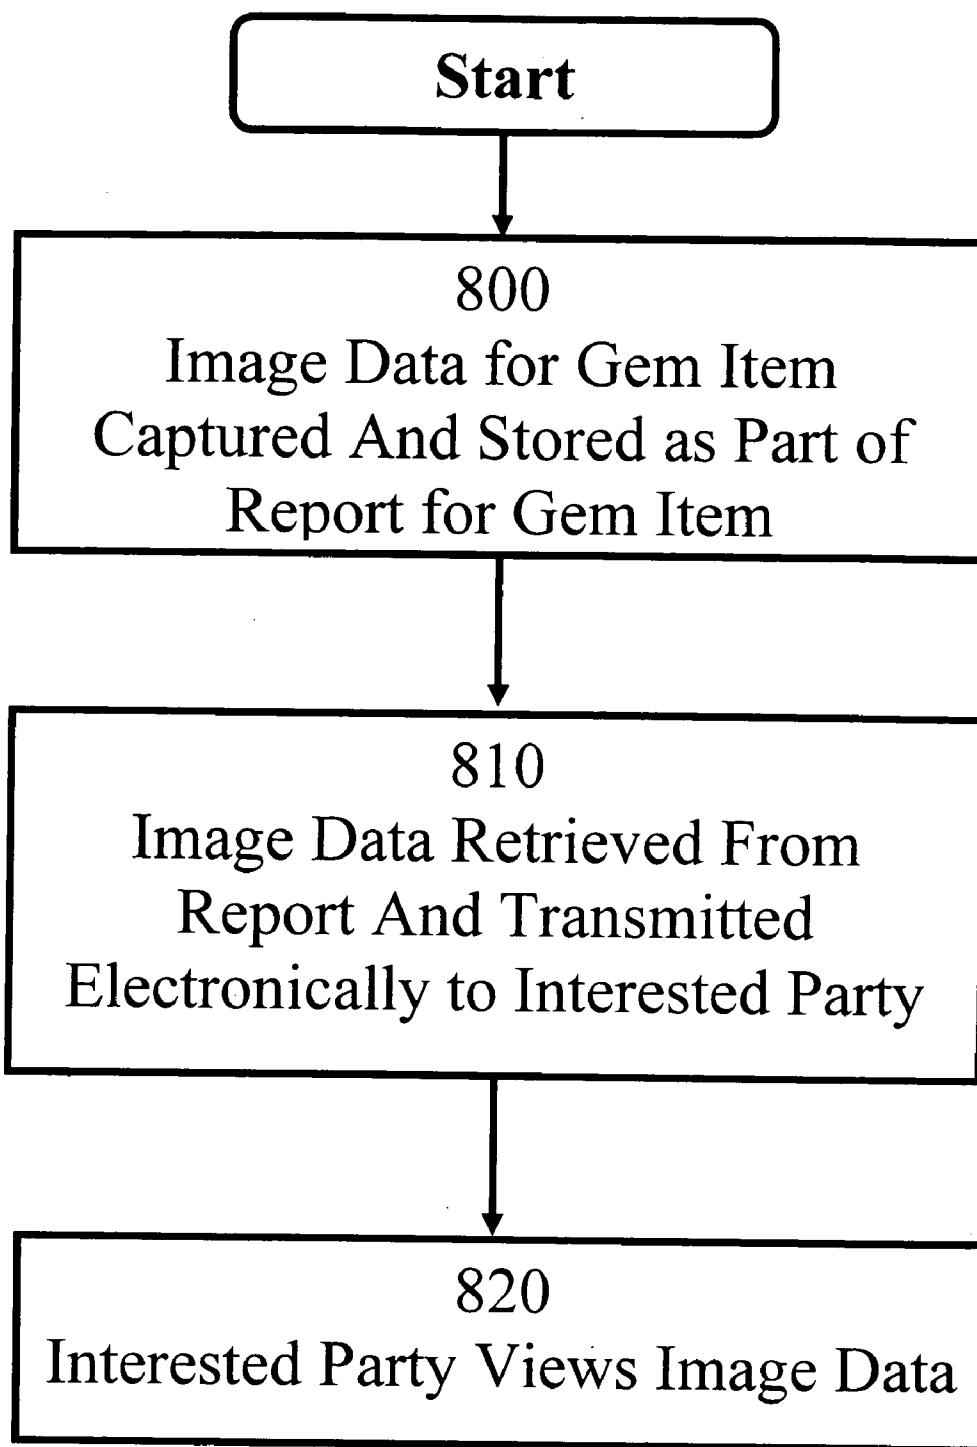 Start
800
Image Data for Gem Item
Captured And Stored as Part of
Report for Gem Item
810
Image Data Retrieved From
Report And Transmitted
Electronically to Interested Party
820
Interested Party Views Image Data